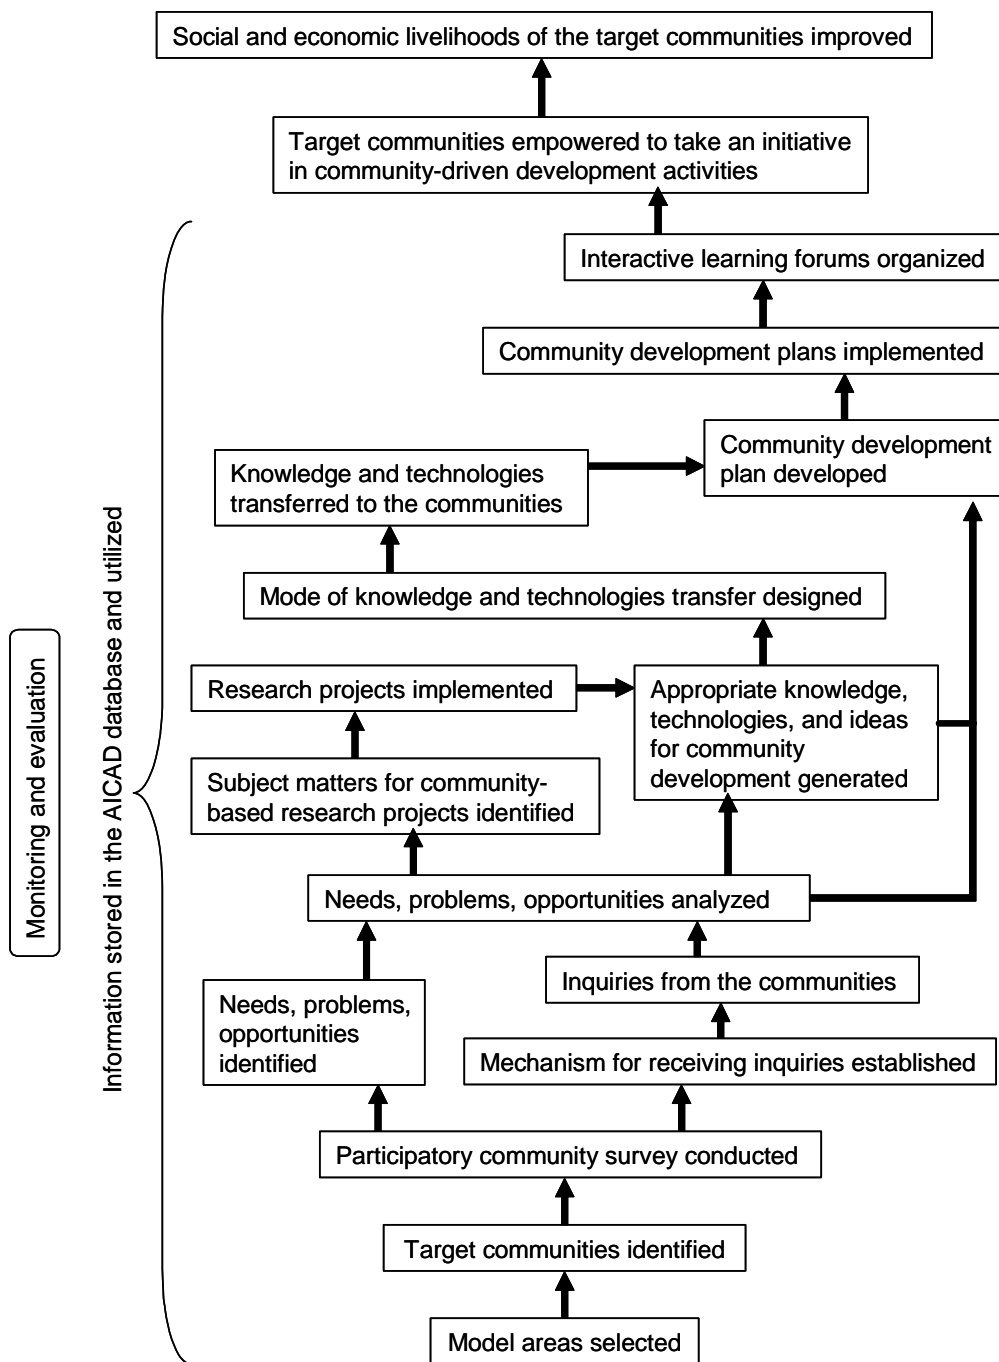 Social and economic livelihoods of the target communities improved
Target communities empowered to take an initiative
in community-driven development activities
Interactive learning forums organized
Community development plans implemented
Community development
plan developed
Knowledge and technologies
transferred to the communities
Mode of knowledge and technologies transfer designed
Research projects implemented
Appropriate knowledge,
technologies, and ideas
for community
development generated
Subject matters for community-
based research projects identified
Needs, problems, opportunities analyzed
Inquiries from the communities
Needs, problems,
opportunities
identified
Mechanism for receiving inquiries established
Participatory community survey conducted
Target communities identified
Model areas selected
Monitoring and evaluation
Information stored in the AICAD database and utilized